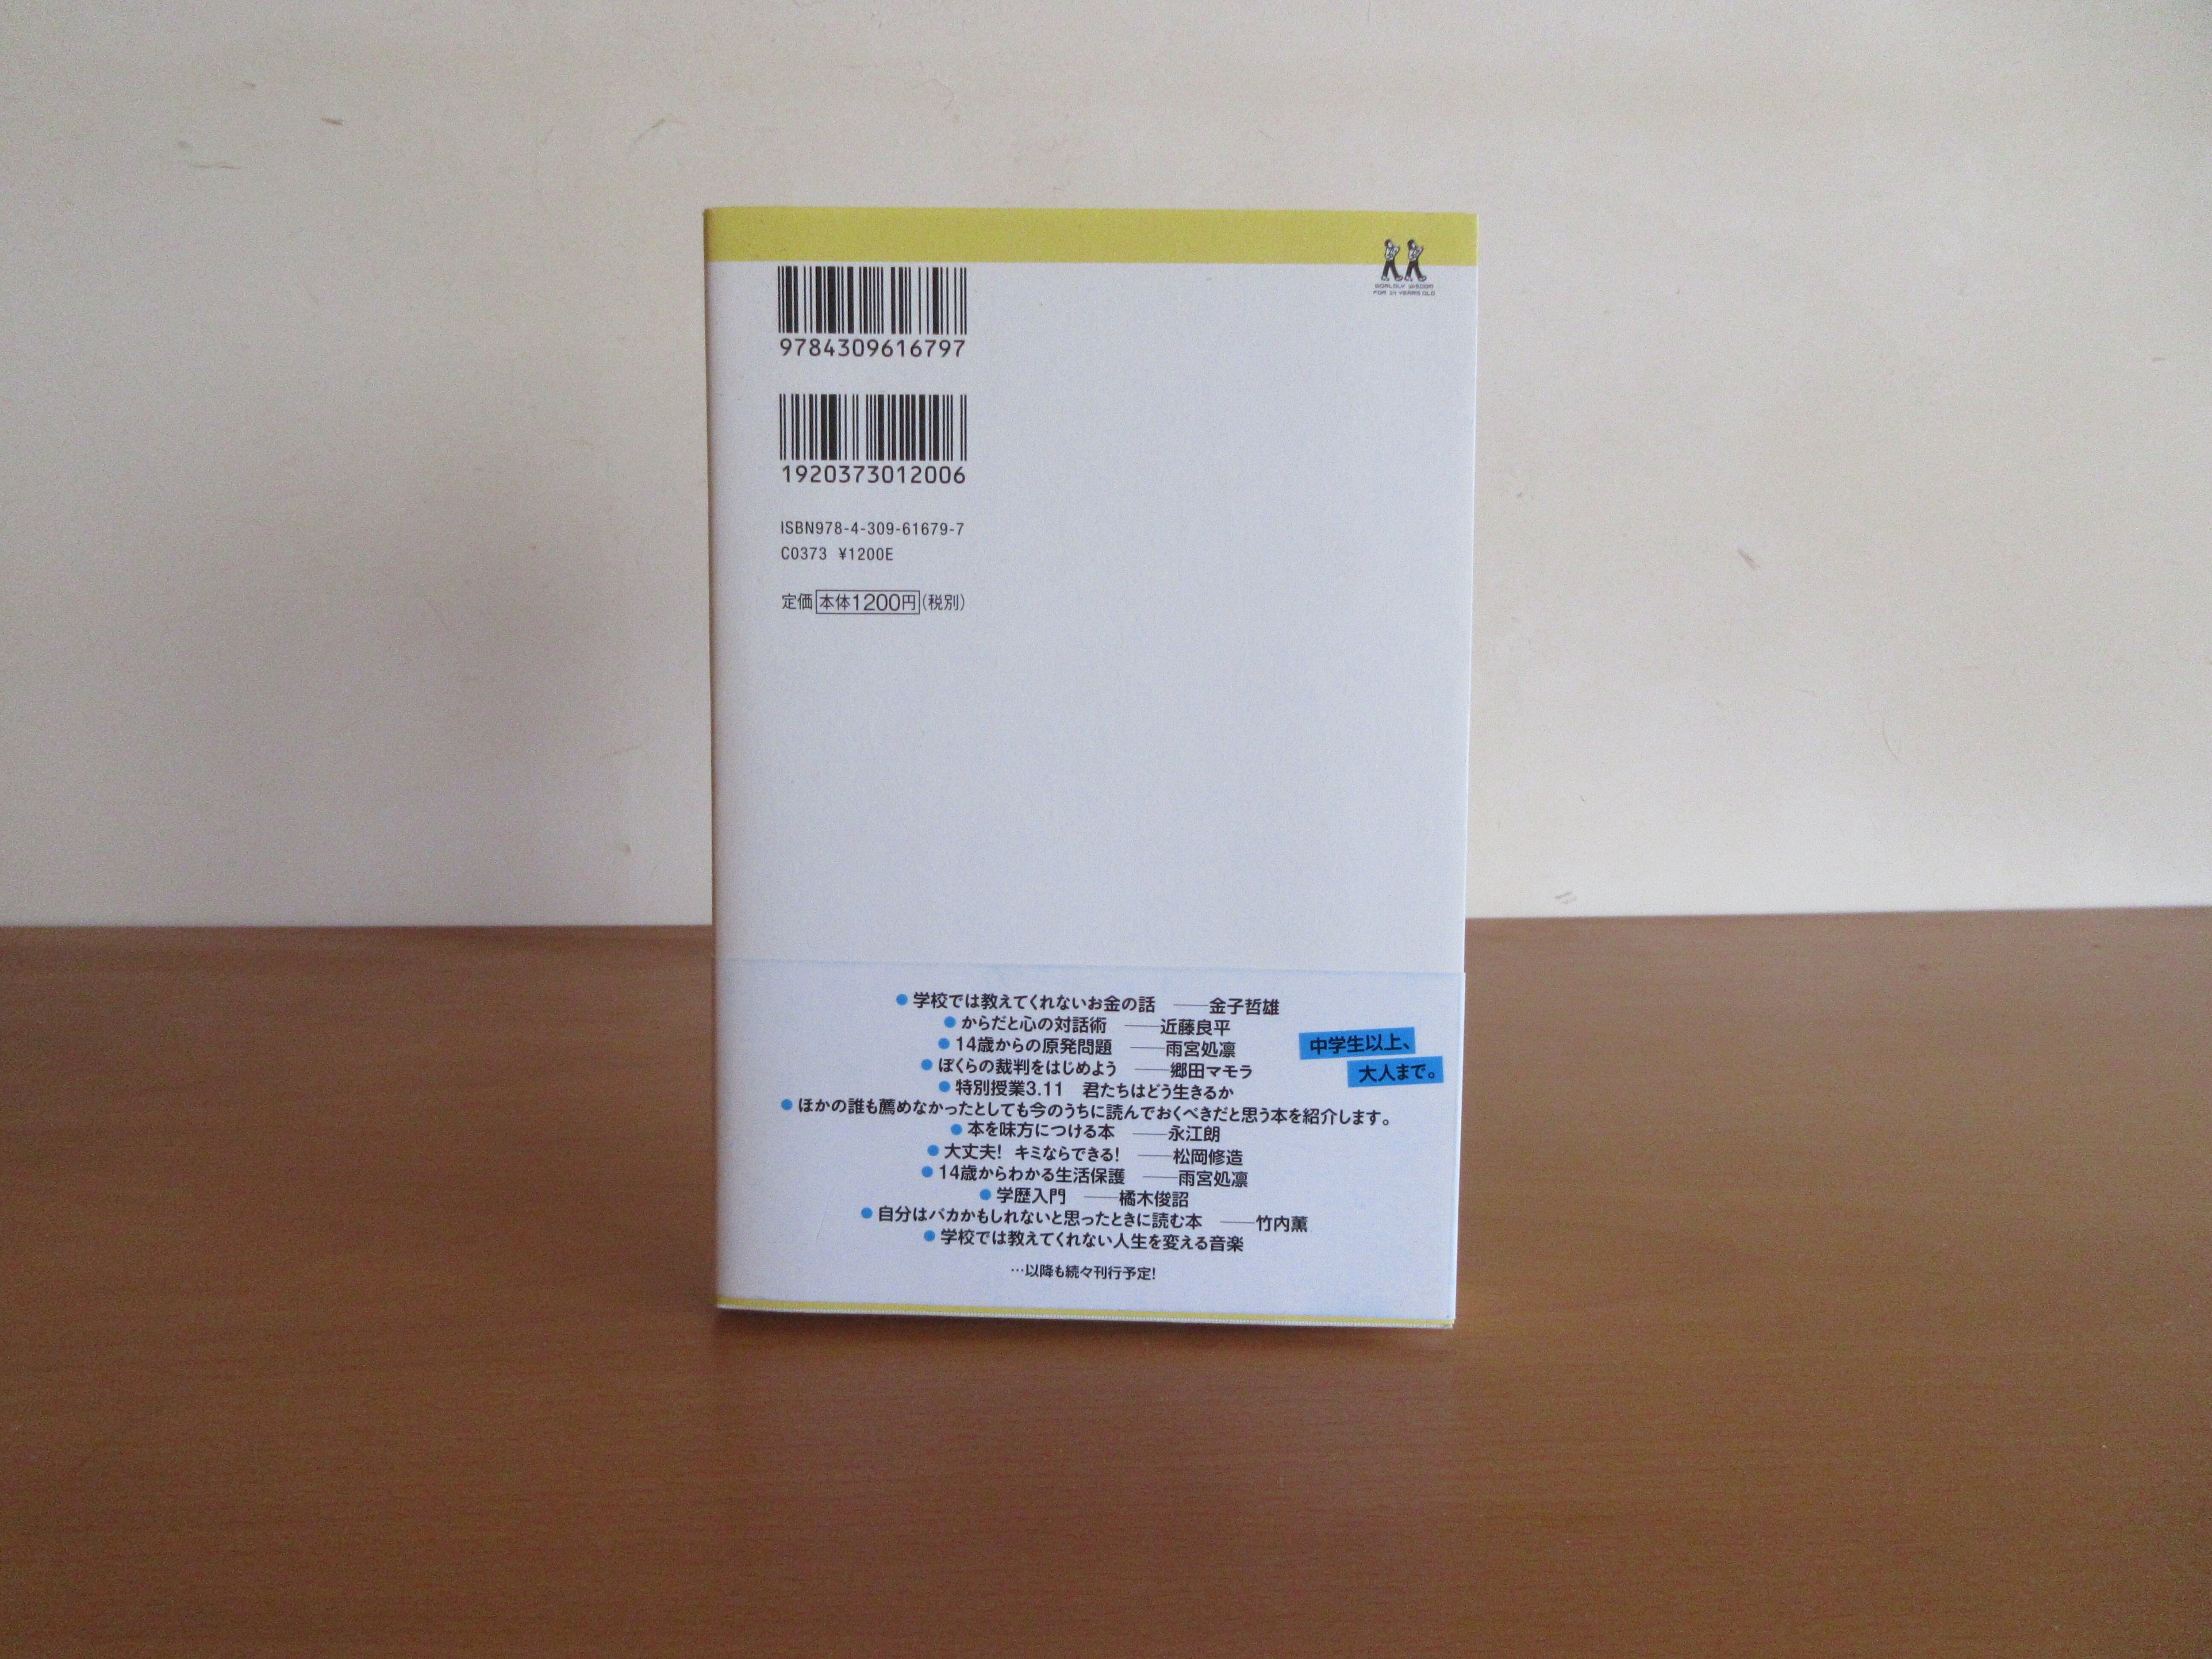 9784309616797
WORLDLY WISDOM
FOR 14 YEARS OLD
1920373012006
ISBN978-4-309-61679-7
C0373 ¥1200E
定価 本体1200円(税別)
●学校では教えてくれないお金の話 ——金子哲雄
●からだと心の対話術 ——近藤良平
●14歳からの原発問題 ——雨宮処凛
●ぼくらの裁判をはじめよう ——郷田マモラ
●特別授業3.11 君たちはどう生きるか
●ほかの誰も薦めなかったとしても今のうちに読んでおくべきだと思う本を紹介します。
●本を味方につける本 ——永江朗
●大丈夫! キミならできる! ——松岡修造
●14歳からわかる生活保護 ——雨宮処凛
●学歴入門 ——橘木俊詔
●自分はバカかもしれないと思ったときに読む本 ——竹内薫
●学校では教えてくれない人生を変える音楽
…以降も続々刊行予定!
中学生以上、
大人まで。